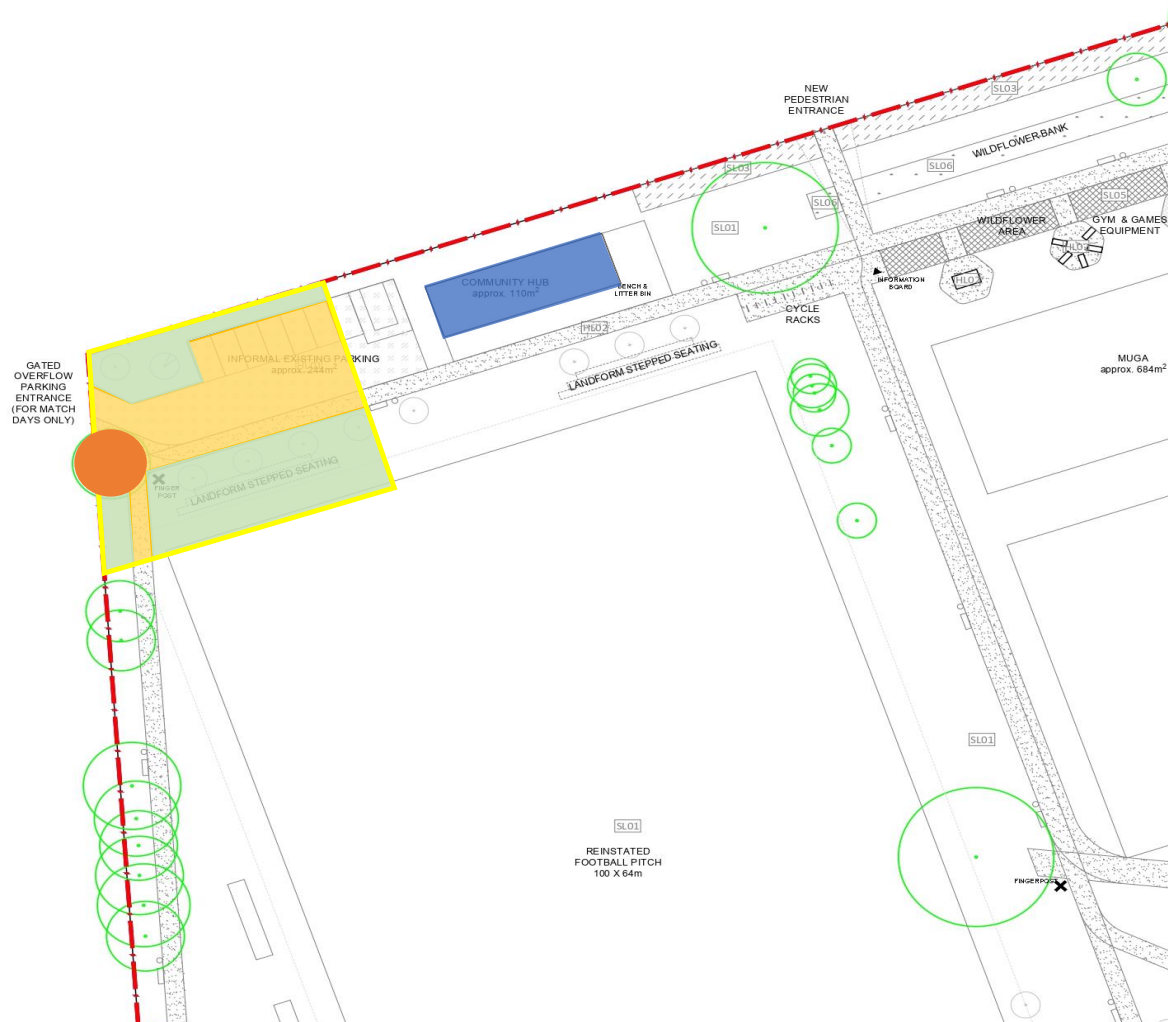 NEW
PEDESTRIAN
ENTRANCE
SL03
WILDFLOWER BANK
SL03
SL06
SL06
SL05
SL01
WILDFLOWER
AREA
GYM & GAMES
EQUIPMENT
HL07
HL07
INFORMATION
BOARD
COMMUNITY HUB
approx. 110m²
BENCH &
LITTER BIN
CYCLE
RACKS
HL02
LANDFORM STEPPED SEATING
MUGA
approx. 684m²
INFORMAL EXISTING PARKING
approx. 244m²
GATED
OVERFLOW
PARKING
ENTRANCE
(FOR MATCH
DAYS ONLY)
FINGER
POST
LANDFORM STEPPED SEATING
SL01
SL01
REINSTATED
FOOTBALL PITCH
100 X 64m
FINGERPOST